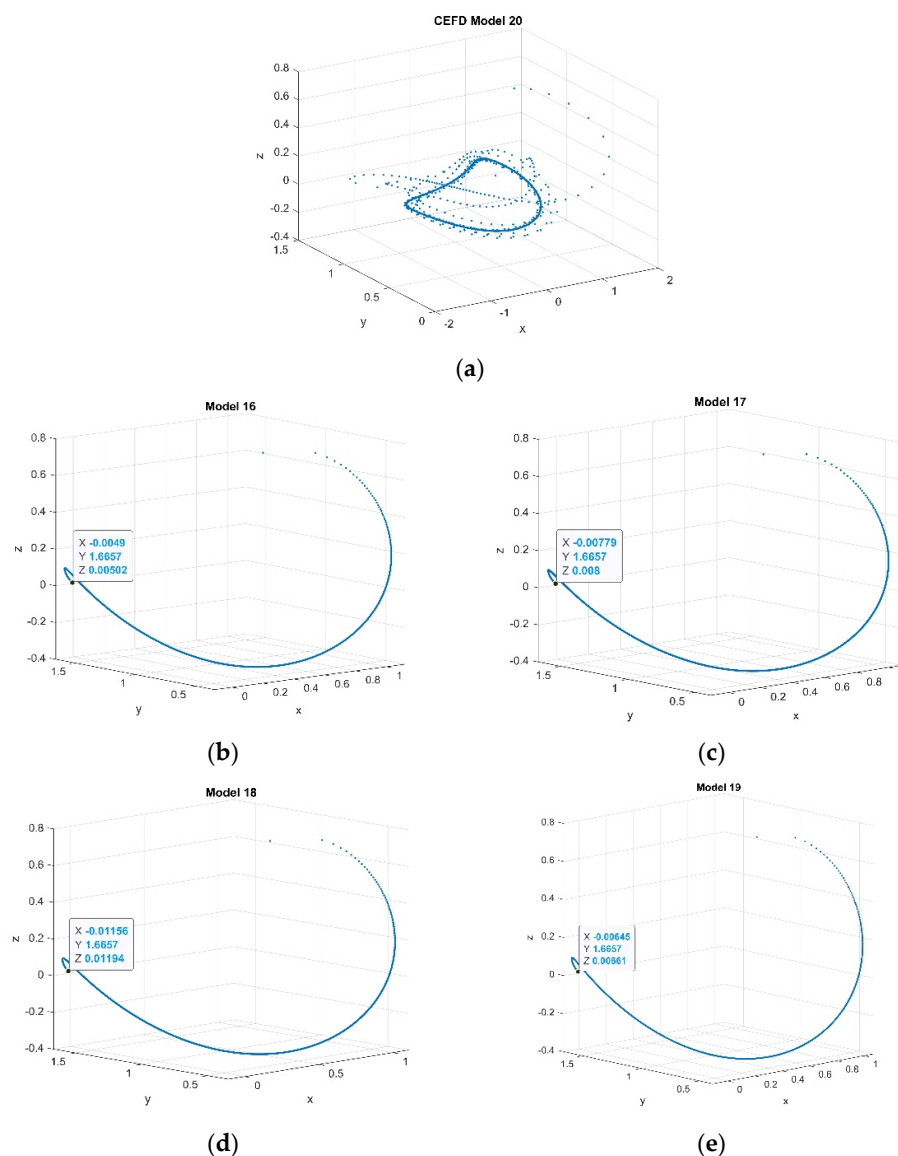 CEFD Model 20
0.8
0.6
0.4
0.2
z
0
-0.2
-0.4
1.5
1
0.5
0
y
-2
-1
0
1
2
x
(a)
Model 16
0.8
0.6
0.4
0.2
z
0
-0.2
-0.4
X -0.0049
Y 1.6657
Z 0.00502
1.5
1
0.5
y
0
0.2
0.4
0.6
0.8
1
x
(b)
Model 17
0.8
0.6
0.4
0.2
z
0
-0.2
-0.4
X -0.00779
Y 1.6657
Z 0.008
1.5
1
0.5
y
0
0.2
0.4
0.6
0.8
x
(c)
Model 18
0.8
0.6
0.4
0.2
z
0
-0.2
-0.4
X -0.01156
Y 1.6657
Z 0.01194
1.5
1
0.5
y
0
0.5
1
x
(d)
Model 19
0.8
0.6
0.4
0.2
z
0
-0.2
-0.4
X -0.00645
Y 1.6657
Z 0.00661
1.5
1
0.5
y
0
0.2
0.4
0.6
0.8
1
x
(e)